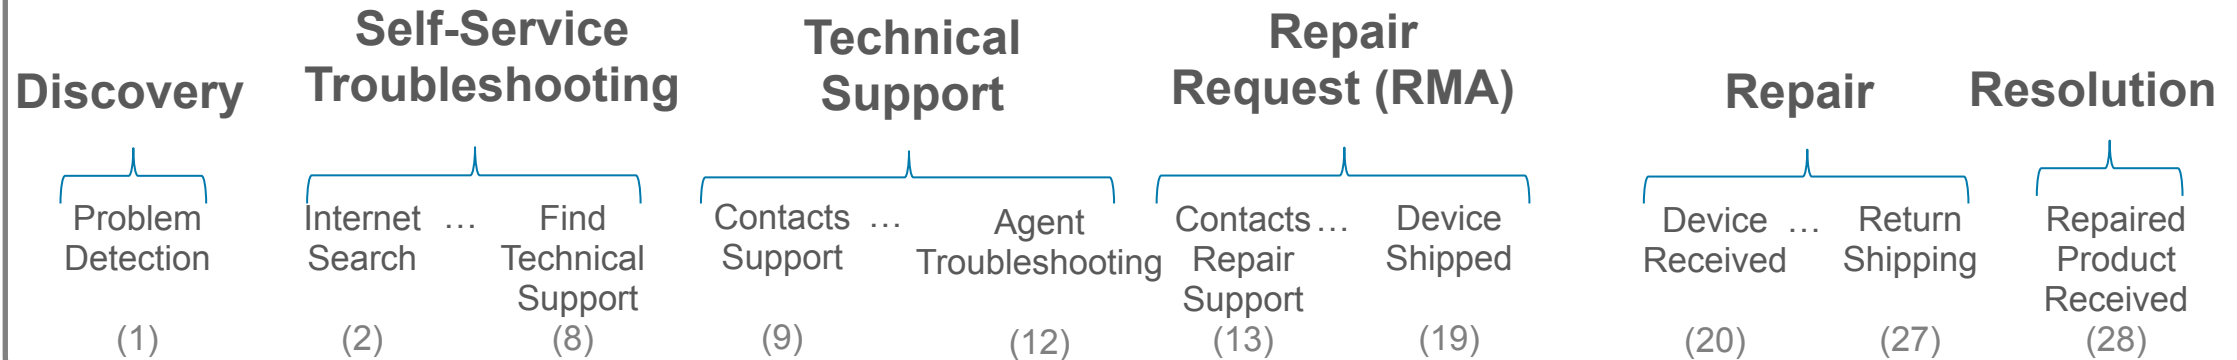 Discovery
Self-Service
Troubleshooting
Technical
Support
Repair
Request (RMA)
Repair
Resolution
Problem
Detection
(1)
Internet
Search
(2)
…
Find
Technical
Support
(8)
Contacts
Support
(9)
…
Agent
Troubleshooting
(12)
Contacts
Repair
Support
(13)
…
Device
Shipped
(19)
Device
Received
(20)
…
Return
Shipping
(27)
Repaired
Product
Received
(28)